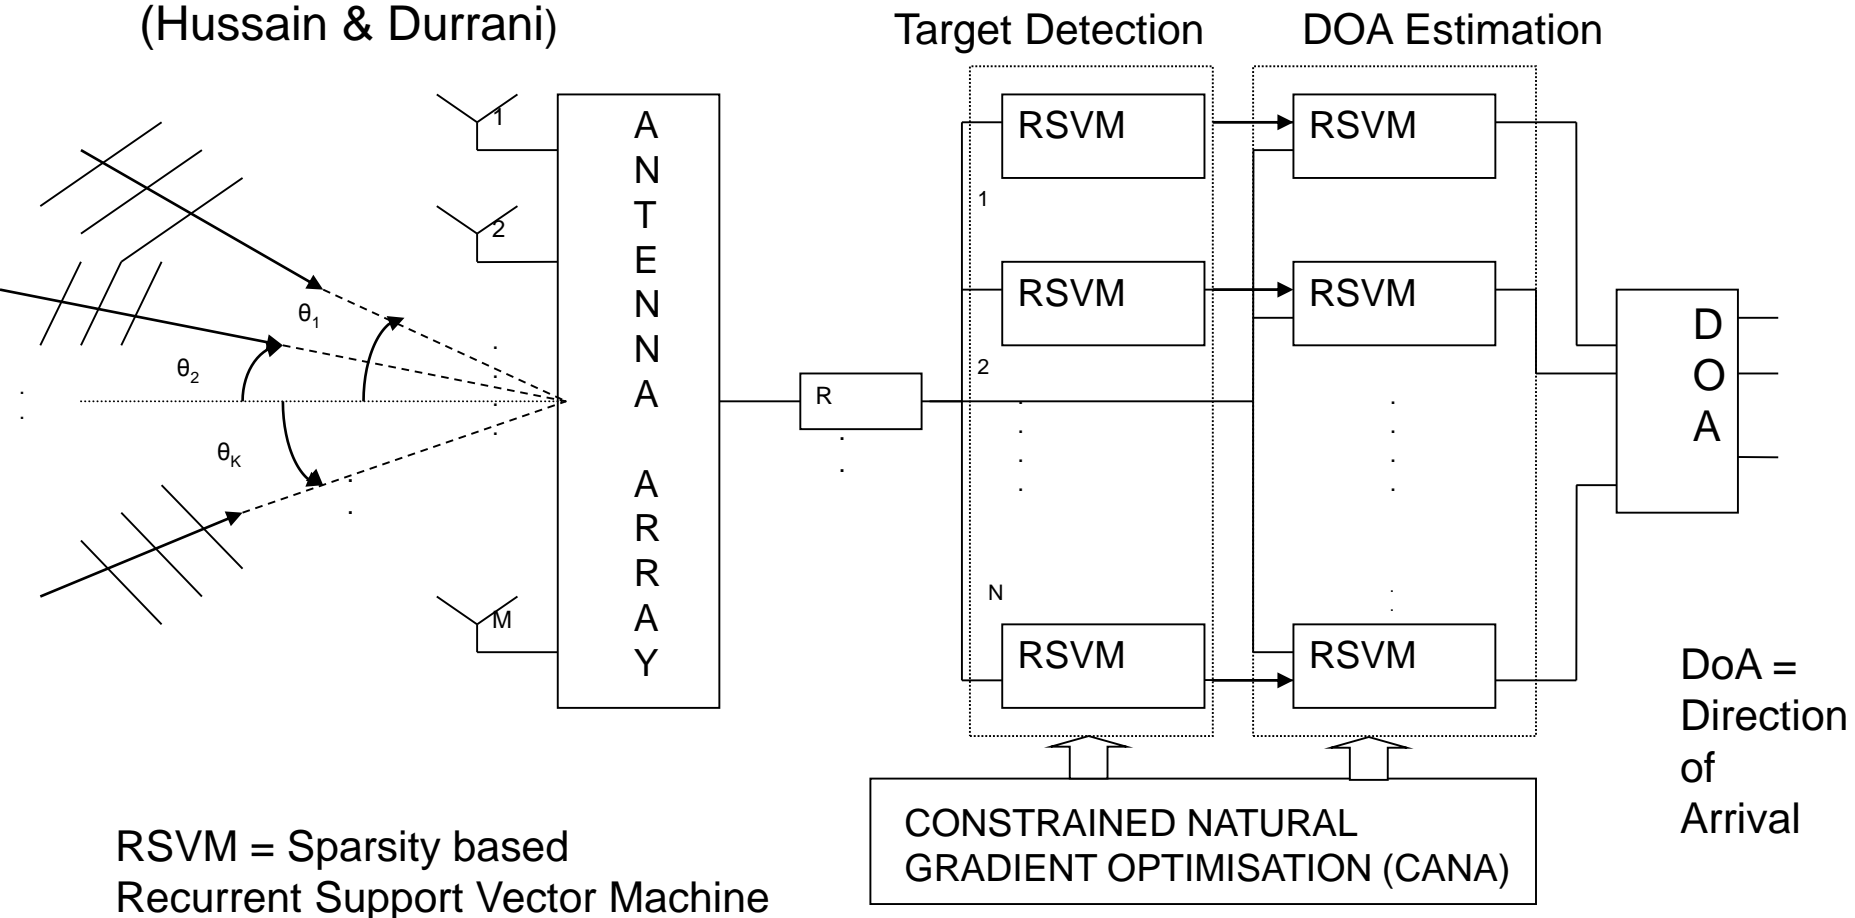 (Hussain & Durrani)
Target Detection
DOA Estimation
1
2
M
A
N
T
E
N
N
A
A
R
R
A
Y
θ1
θ2
θK
R
RSVM
RSVM
1
RSVM
RSVM
2
N
RSVM
RSVM
D
O
A
DoA =
Direction
of
Arrival
CONSTRAINED NATURAL
GRADIENT OPTIMISATION (CANA)
RSVM = Sparsity based
Recurrent Support Vector Machine